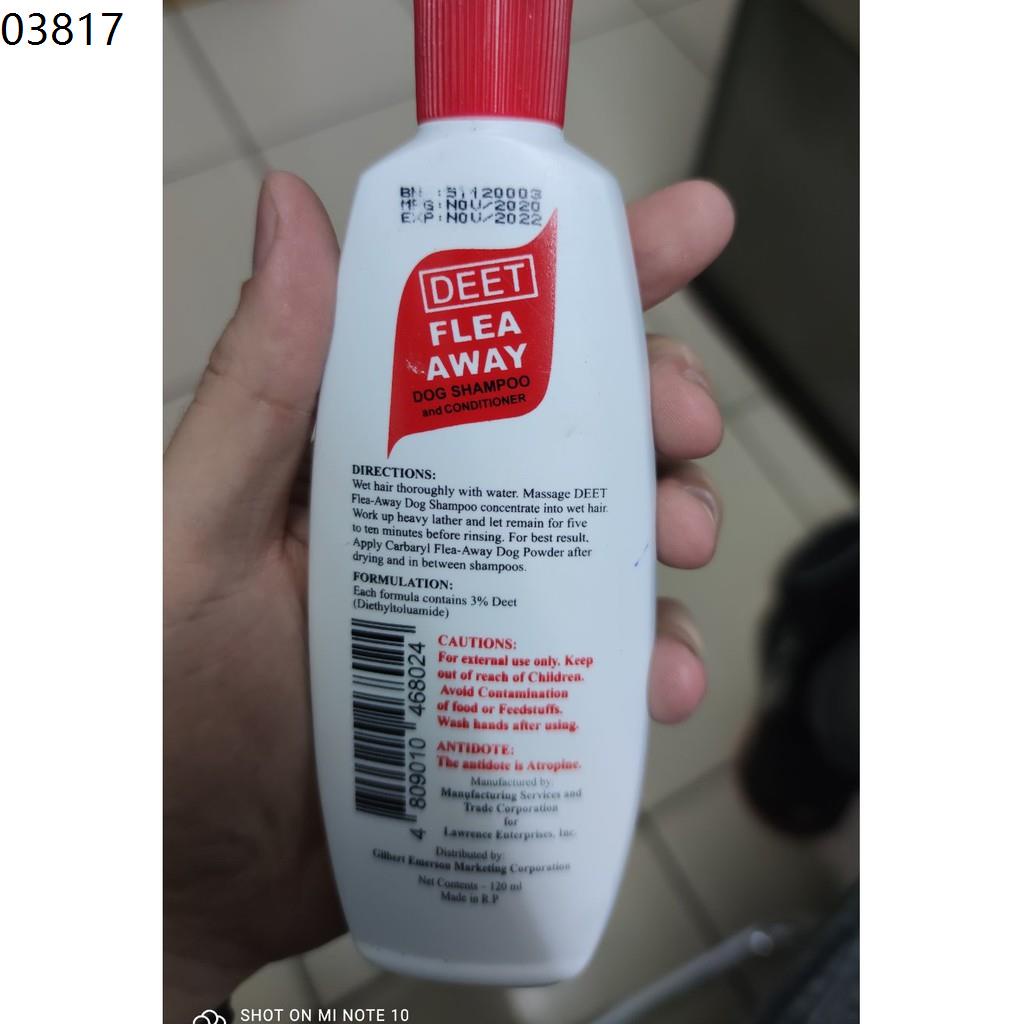 03817
BN : 51120003
MFG:NOV/2020
EXP:NOV/2022
DEET
FLEA
AWAY
DOG SHAMPOO
and CONDITIONER
DIRECTIONS:
Wet hair thoroughly with water. Massage DEET
Flea-Away Dog Shampoo concentrate into wet hair.
Work up heavy lather and let remain for five
to ten minutes before rinsing. For best result.
Apply Carbaryl Flea-Away Dog Powder after
drying and in between shampoos.
FORMULATION:
Each formula contains 3% Deet
(Diethyltoluamide)
4 809010 468024
CAUTIONS:
For external use only. Keep
out of reach of Children.
Avoid Contamination
of food or Feedstuffs.
Wash hands after using.
ANTIDOTE:
The antidote is Atropine.
Manufactured by:
Manufacturing Services and
Trade Corporation
for
Lawrence Enterprises, Inc.
Distributed by:
Gilbert Emerson Marketing Corporation
Net Contents – 120 ml
Made in R.P
SHOT ON MI NOTE 10